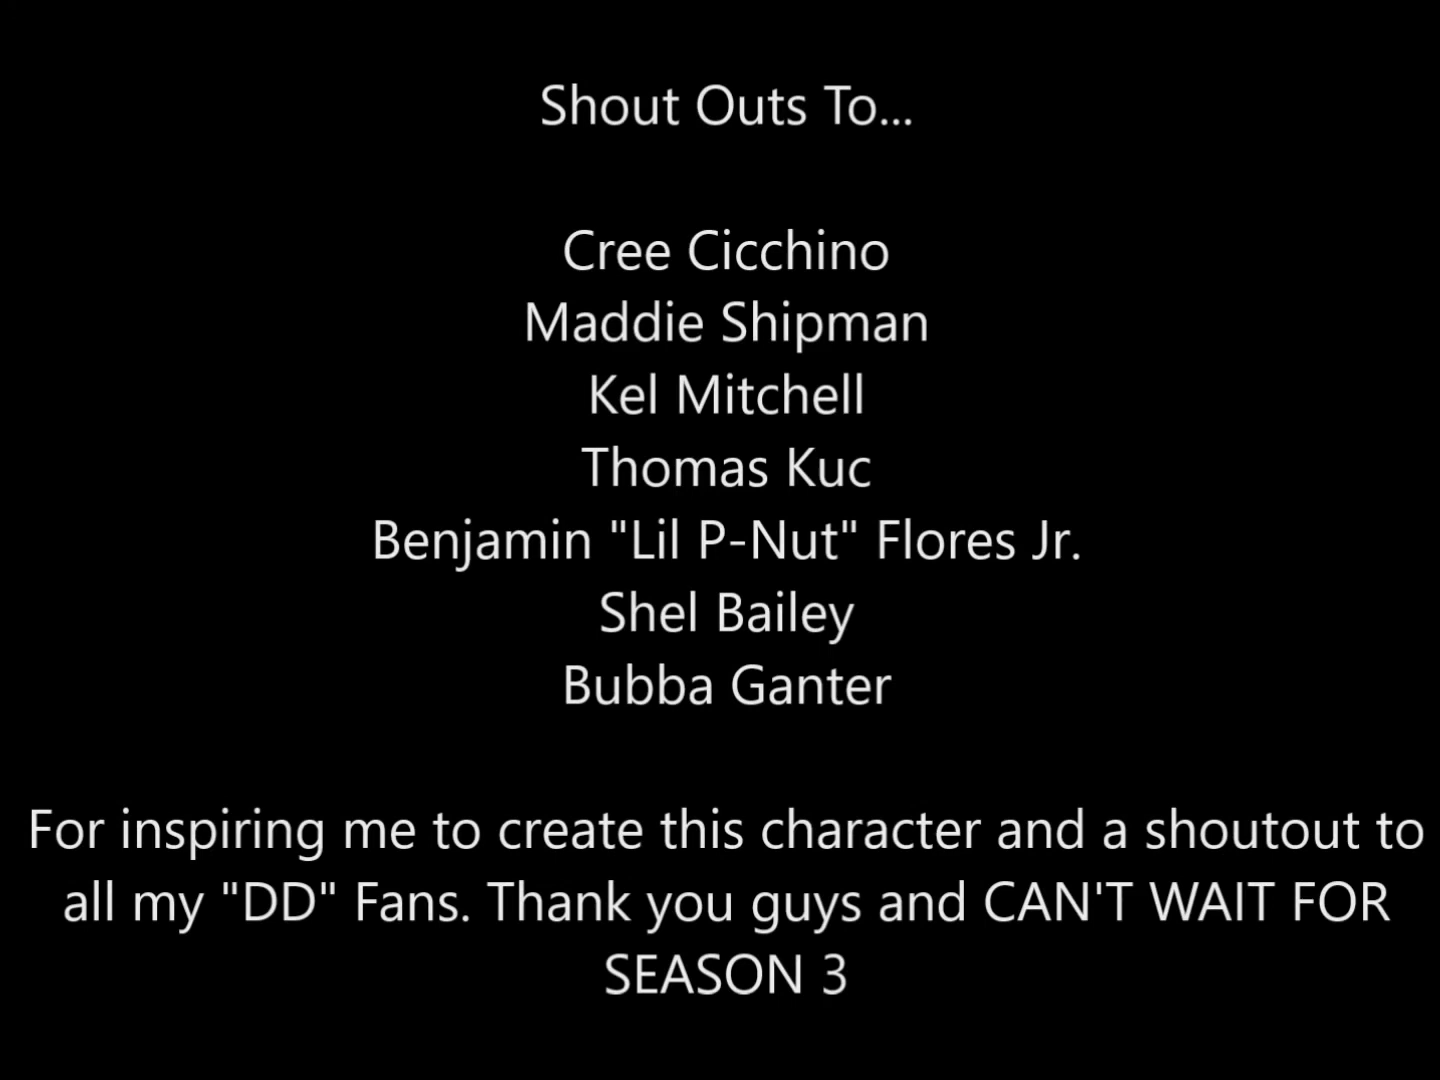 Shout Outs To...
Cree Cicchino
Maddie Shipman
Kel Mitchell
Thomas Kuc
Benjamin "Lil P-Nut" Flores Jr.
Shel Bailey
Bubba Ganter
For inspiring me to create this character and a shoutout to
all my "DD" Fans. Thank you guys and CAN'T WAIT FOR
SEASON 3